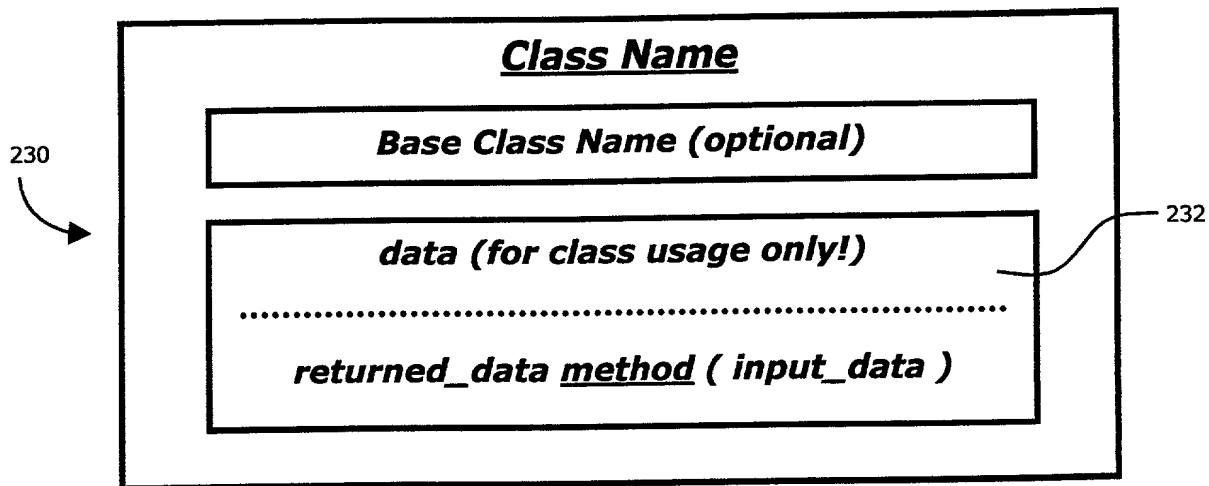 Class Name
Base Class Name (optional)
230
232
data (for class usage only!)
returned_data method ( input_data )